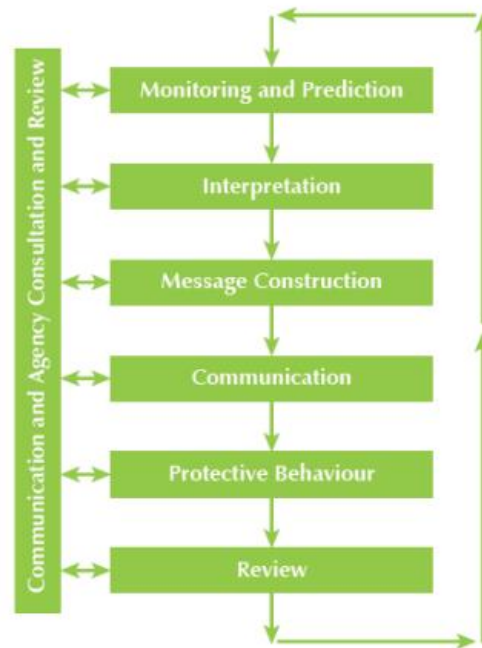 Communication and Agency Consultation and Review
Monitoring and Prediction
Interpretation
Message Construction
Communication
Protective Behaviour
Review